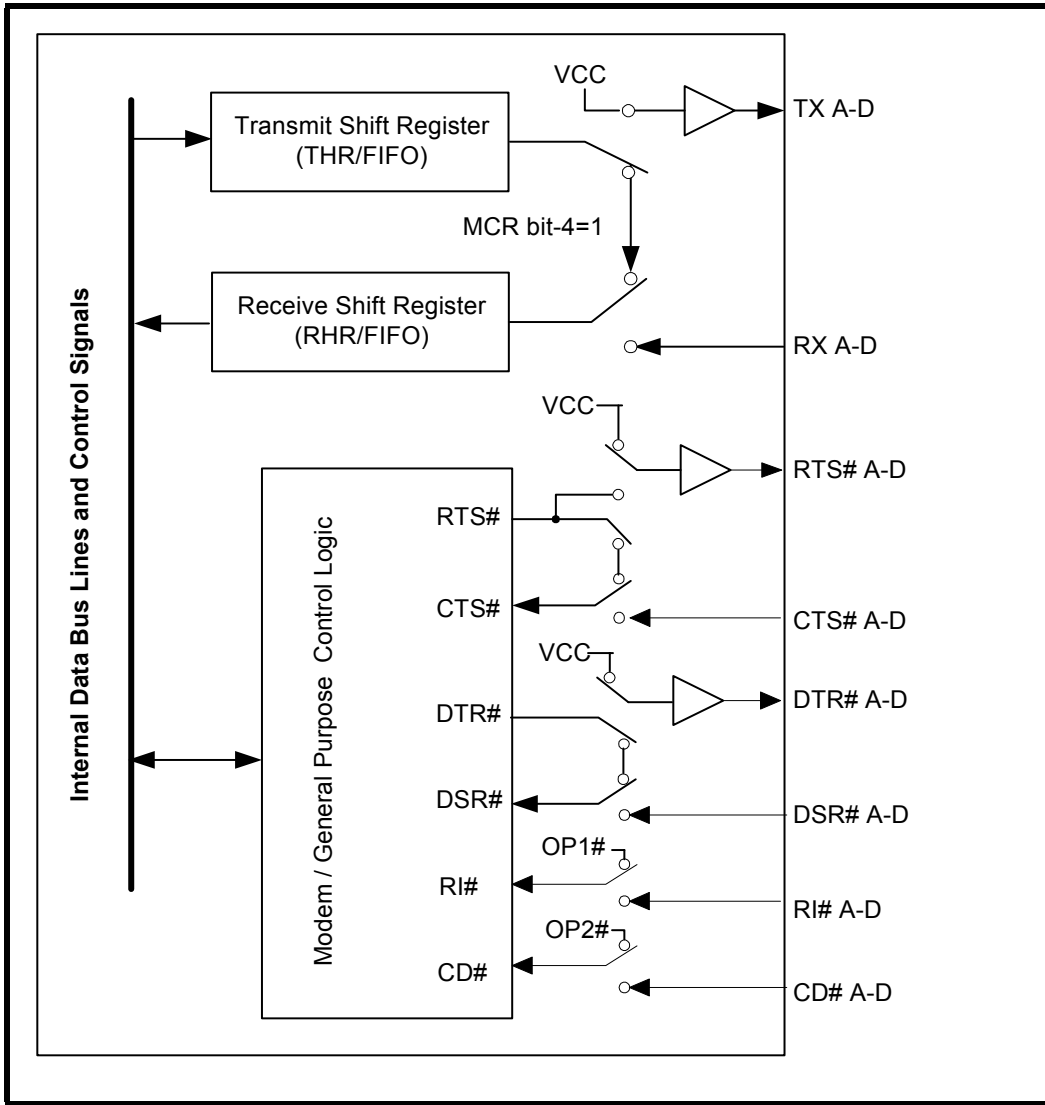 VCC
TX A-D
Transmit Shift Register
(THR/FIFO)
MCR bit-4=1
Receive Shift Register
(RHR/FIFO)
RX A-D
Internal Data Bus Lines and Control Signals
VCC
RTS# A-D
Modem / General Purpose Control Logic
RTS#
CTS#
CTS# A-D
VCC
DTR#
DTR# A-D
DSR#
DSR# A-D
OP1#
RI#
RI# A-D
OP2#
CD#
CD# A-D